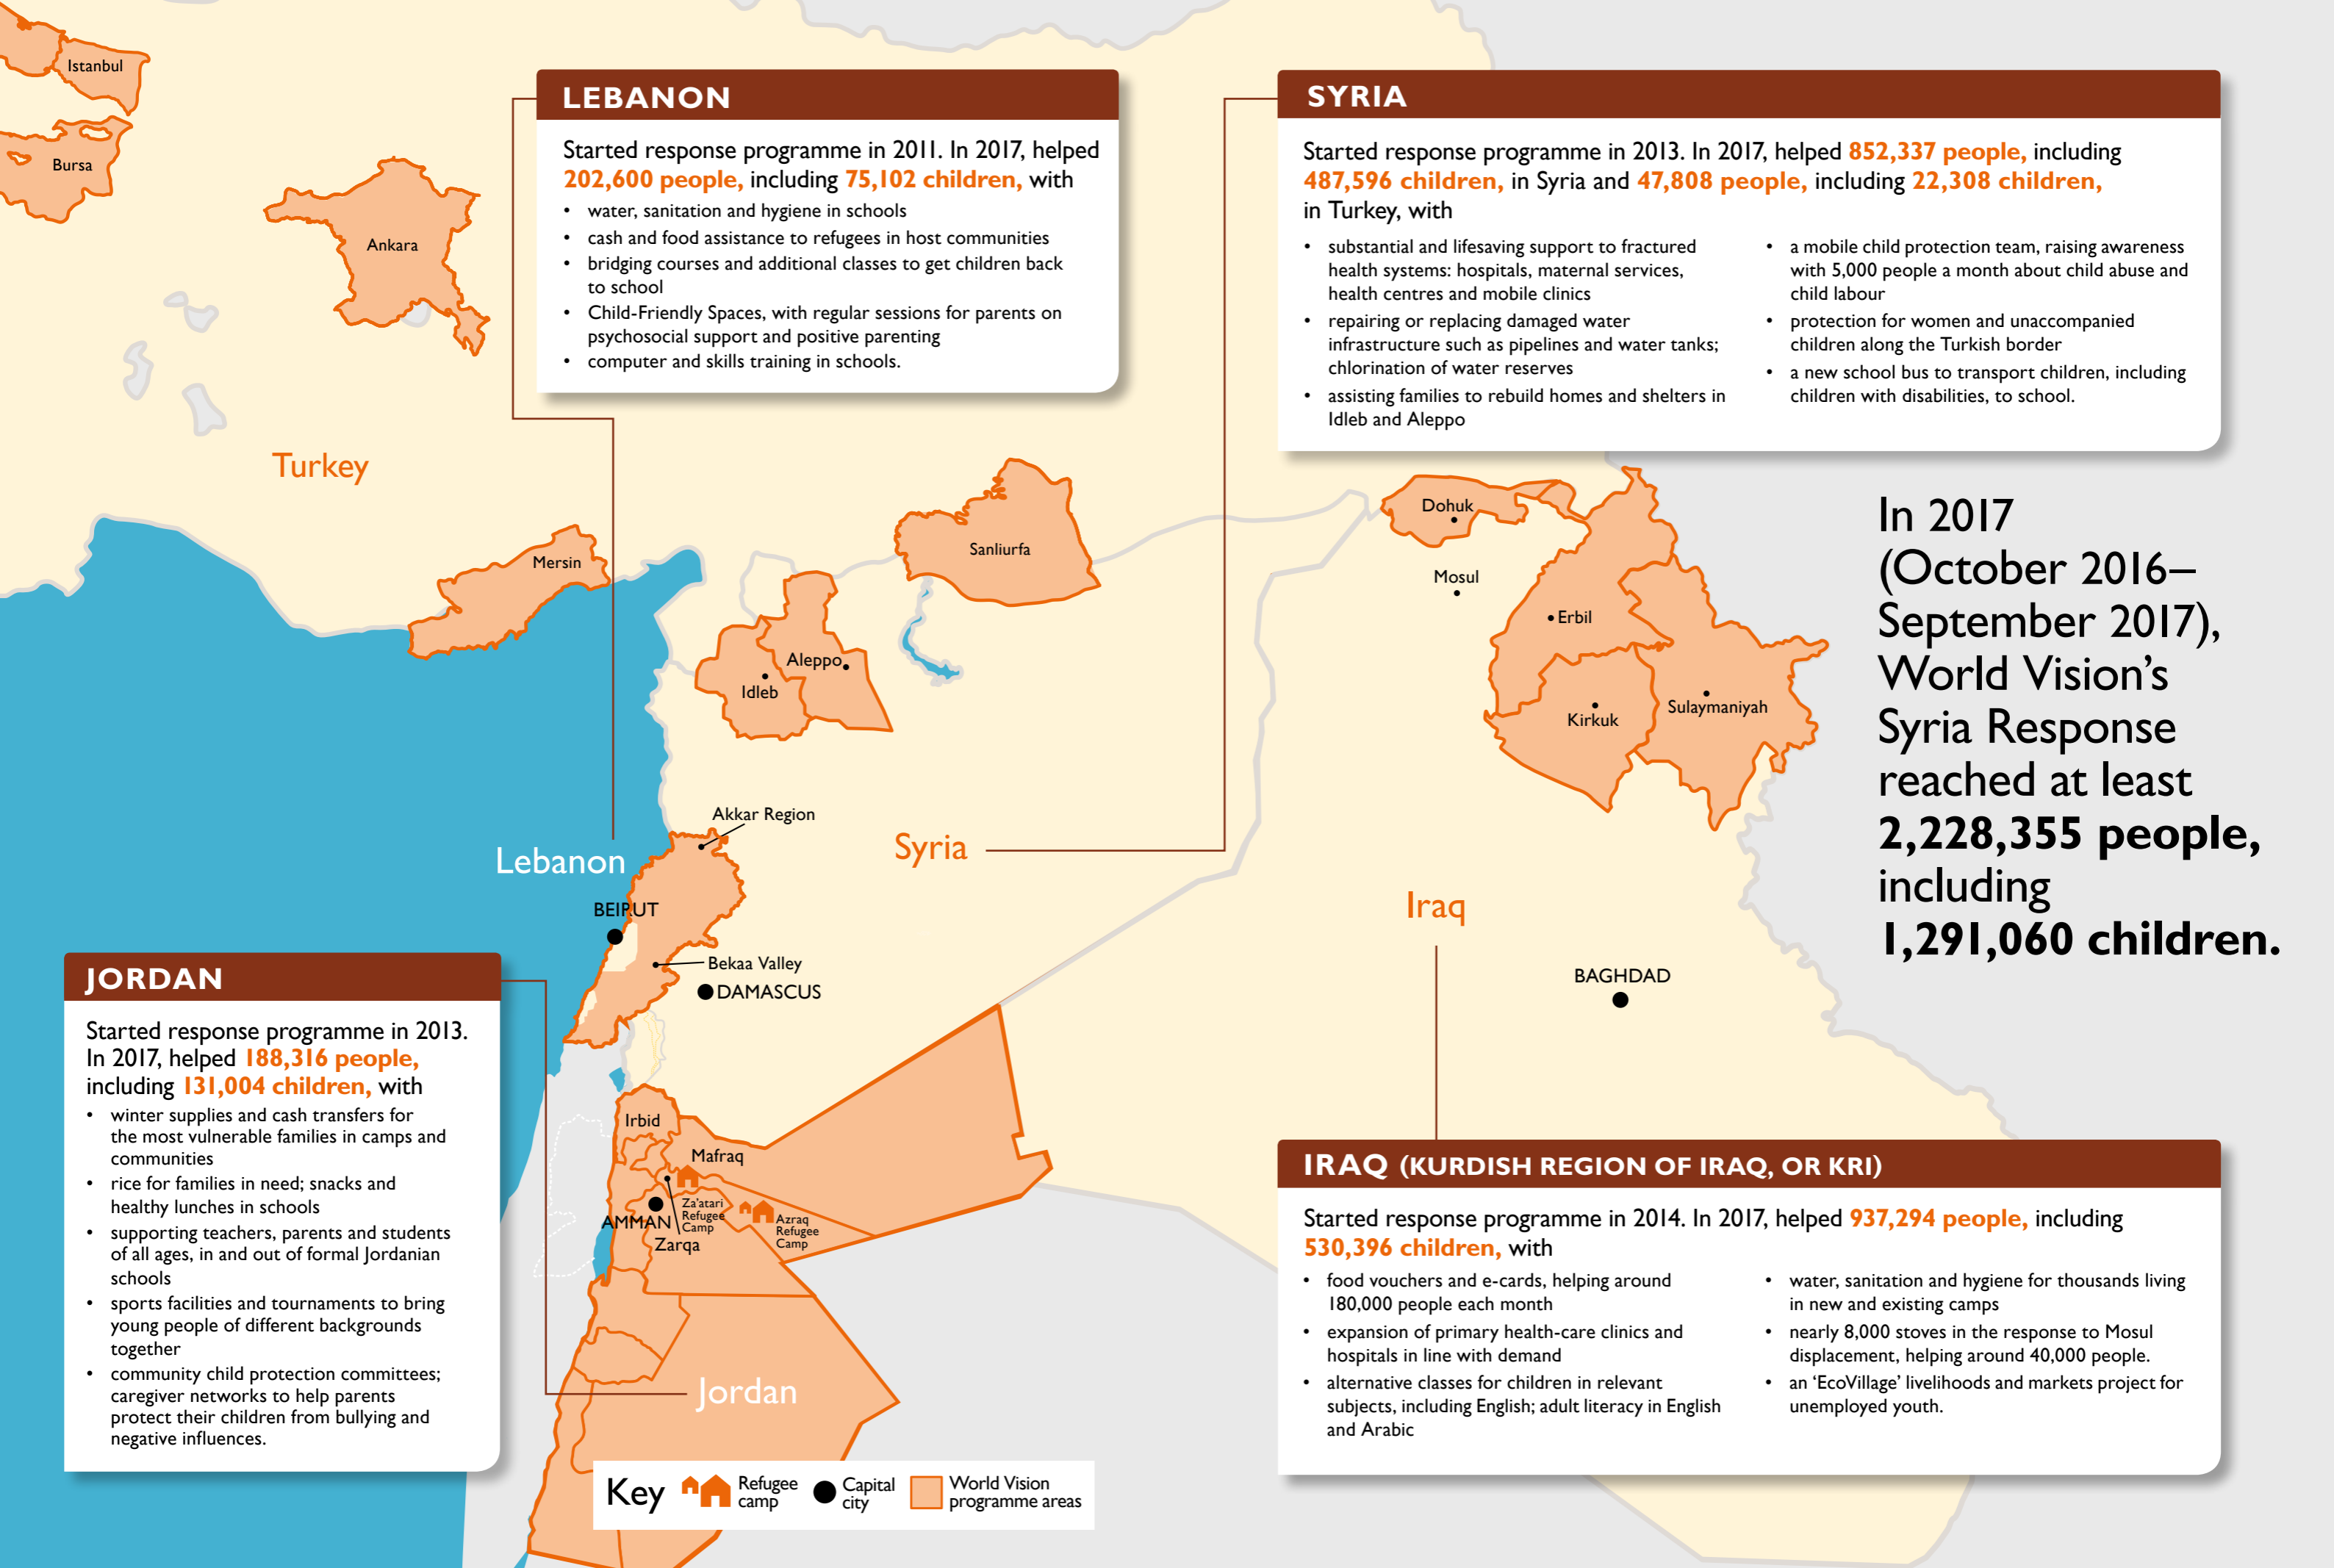 LEBANON
Started response programme in 2011. In 2017, helped
202,600 people, including 75,102 children, with
• water, sanitation and hygiene in schools
• cash and food assistance to refugees in host communities
• bridging courses and additional classes to get children back
to school
• Child-Friendly Spaces, with regular sessions for parents on
psychosocial support and positive parenting
• computer and skills training in schools.
SYRIA
Started response programme in 2013. In 2017, helped 852,337 people, including
487,596 children, in Syria and 47,808 people, including 22,308 children,
in Turkey, with
• substantial and lifesaving support to fractured
health systems: hospitals, maternal services,
health centres and mobile clinics
• repairing or replacing damaged water
infrastructure such as pipelines and water tanks;
chlorination of water reserves
• assisting families to rebuild homes and shelters in
Idleb and Aleppo
• a mobile child protection team, raising awareness
with 5,000 people a month about child abuse and
child labour
• protection for women and unaccompanied
children along the Turkish border
• a new school bus to transport children, including
children with disabilities, to school.
Istanbul
Bursa
Ankara
Turkey
Mersin
Sanliurfa
Aleppo
Idleb
Dohuk
Mosul
Erbil
Kirkuk
Sulaymaniyah
In 2017
(October 2016–
September 2017),
World Vision’s
Syria Response
reached at least
2,228,355 people,
including
1,291,060 children.
Akkar Region
Lebanon
Syria
BEIRUT
Bekaa Valley
DAMASCUS
Iraq
BAGHDAD
JORDAN
Started response programme in 2013.
In 2017, helped 188,316 people,
including 131,004 children, with
• winter supplies and cash transfers for
the most vulnerable families in camps and
communities
• rice for families in need; snacks and
healthy lunches in schools
• supporting teachers, parents and students
of all ages, in and out of formal Jordanian
schools
• sports facilities and tournaments to bring
young people of different backgrounds
together
• community child protection committees;
caregiver networks to help parents
protect their children from bullying and
negative influences.
Irbid
Mafraq
Za’atari
Refugee
Camp
AMMAN
Zarqa
Azraq
Refugee
Camp
Jordan
IRAQ (KURDISH REGION OF IRAQ, OR KRI)
Started response programme in 2014. In 2017, helped 937,294 people, including
530,396 children, with
• food vouchers and e-cards, helping around
180,000 people each month
• expansion of primary health-care clinics and
hospitals in line with demand
• alternative classes for children in relevant
subjects, including English; adult literacy in English
and Arabic
• water, sanitation and hygiene for thousands living
in new and existing camps
• nearly 8,000 stoves in the response to Mosul
displacement, helping around 40,000 people.
• an ‘EcoVillage’ livelihoods and markets project for
unemployed youth.
Key
Refugee
camp
Capital
city
World Vision
programme areas